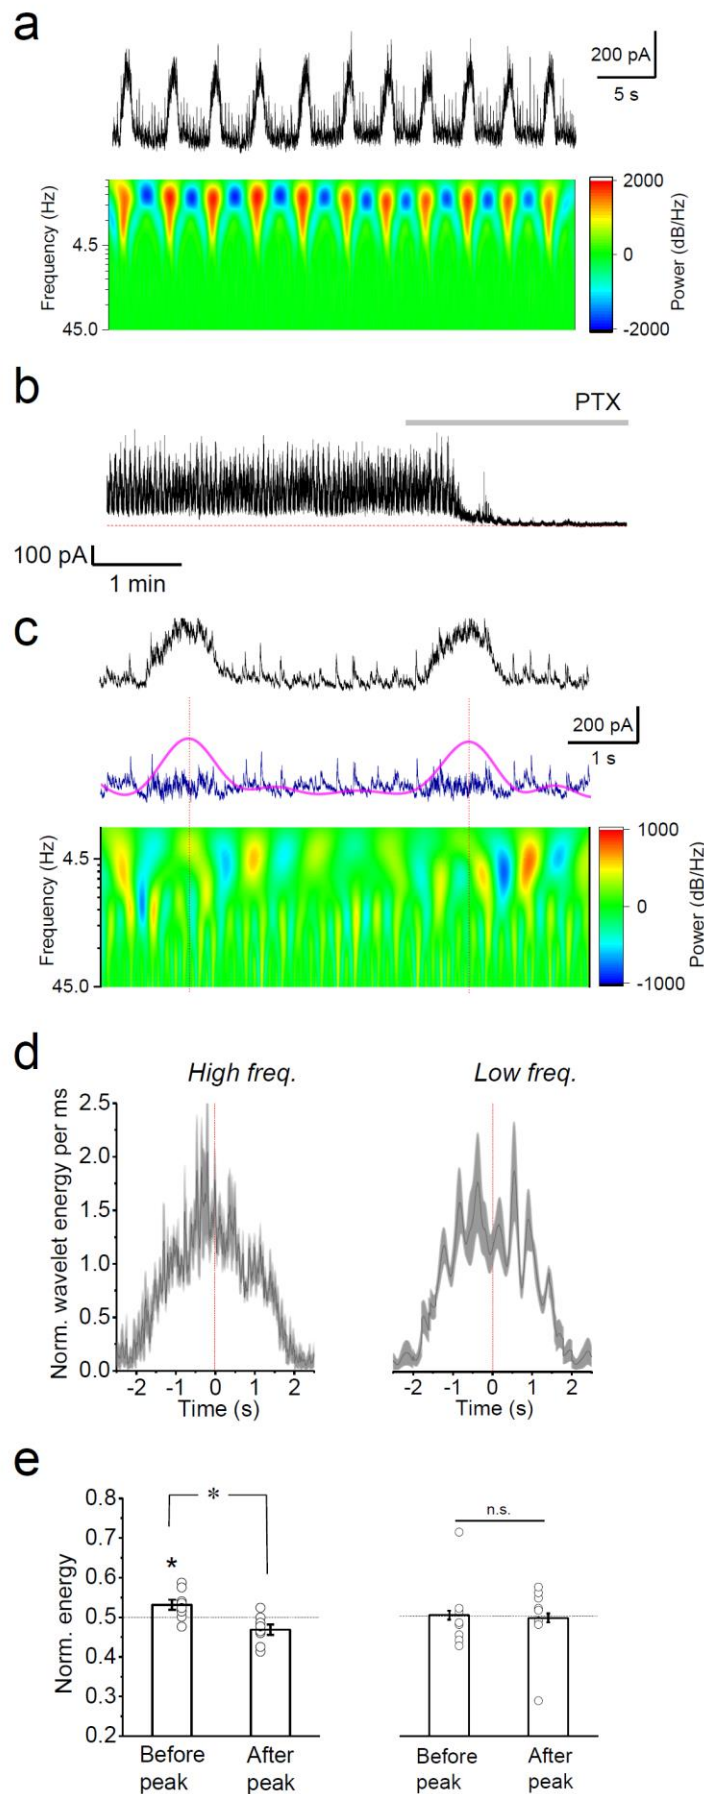 a
200 pA
5 s
Frequency (Hz)
4.5
45.0
2000
0
-2000
Power (dB/Hz)
b
PTX
100 pA
1 min
c
200 pA
1 s
Frequency (Hz)
4.5
45.0
1000
0
-1000
Power (dB/Hz)
d
High freq.
Low freq.
Norm. wavelet energy per ms
2.5
2.0
1.5
1.0
0.5
0.0
-2 -1 0 1 2
Time (s)
-2 -1 0 1 2
Time (s)
e
Norm. energy
0.8
0.7
0.6
0.5
0.4
0.3
0.2
*
*
n.s.
Before
peak
After
peak
Before
peak
After
peak